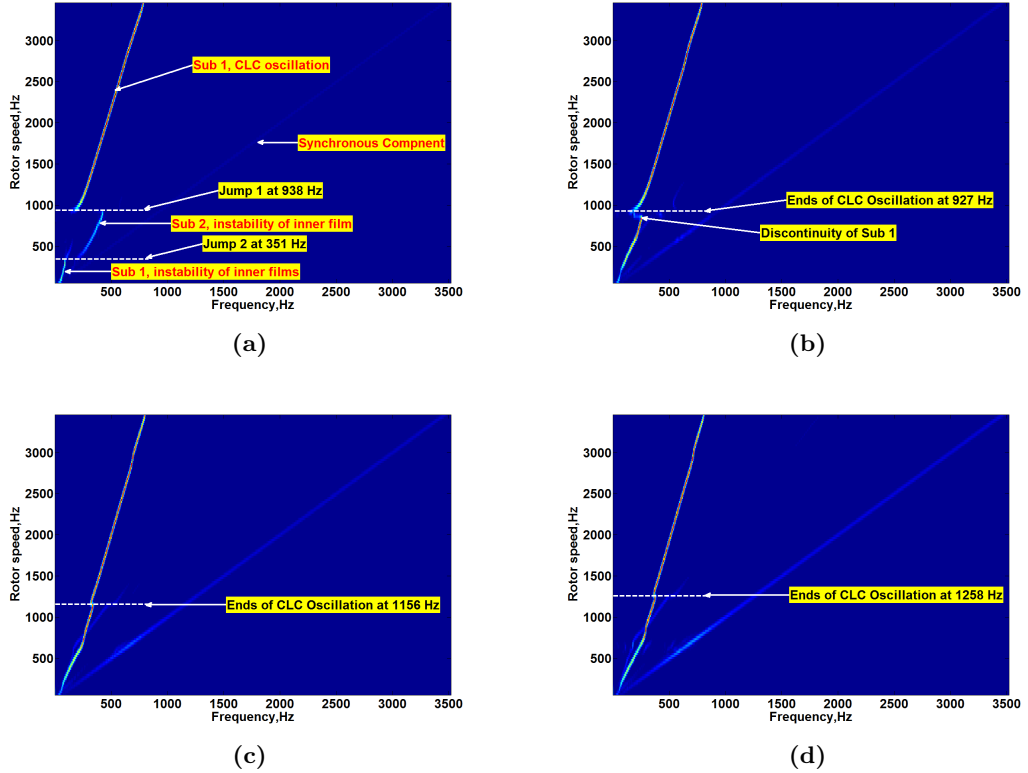 3000
2500
2000
1500
1000
500
Rotor speed,Hz
Sub 1, CLC oscillation
Synchronous Compnent
Jump 1 at 938 Hz
Sub 2, instability of inner film
Jump 2 at 351 Hz
Sub 1, instability of inner films
500 1000 1500 2000 2500 3000 3500
Frequency,Hz
(a)
3000
2500
2000
1500
1000
500
Rotor speed,Hz
Ends of CLC Oscillation at 927 Hz
Discontinuity of Sub 1
500 1000 1500 2000 2500 3000 3500
Frequency,Hz
(b)
3000
2500
2000
1500
1000
500
Rotor speed,Hz
Ends of CLC Oscillation at 1156 Hz
500 1000 1500 2000 2500 3000 3500
Frequency,Hz
(c)
3000
2500
2000
1500
1000
500
Rotor speed,Hz
Ends of CLC Oscillation at 1258 Hz
500 1000 1500 2000 2500 3000 3500
Frequency,Hz
(d)